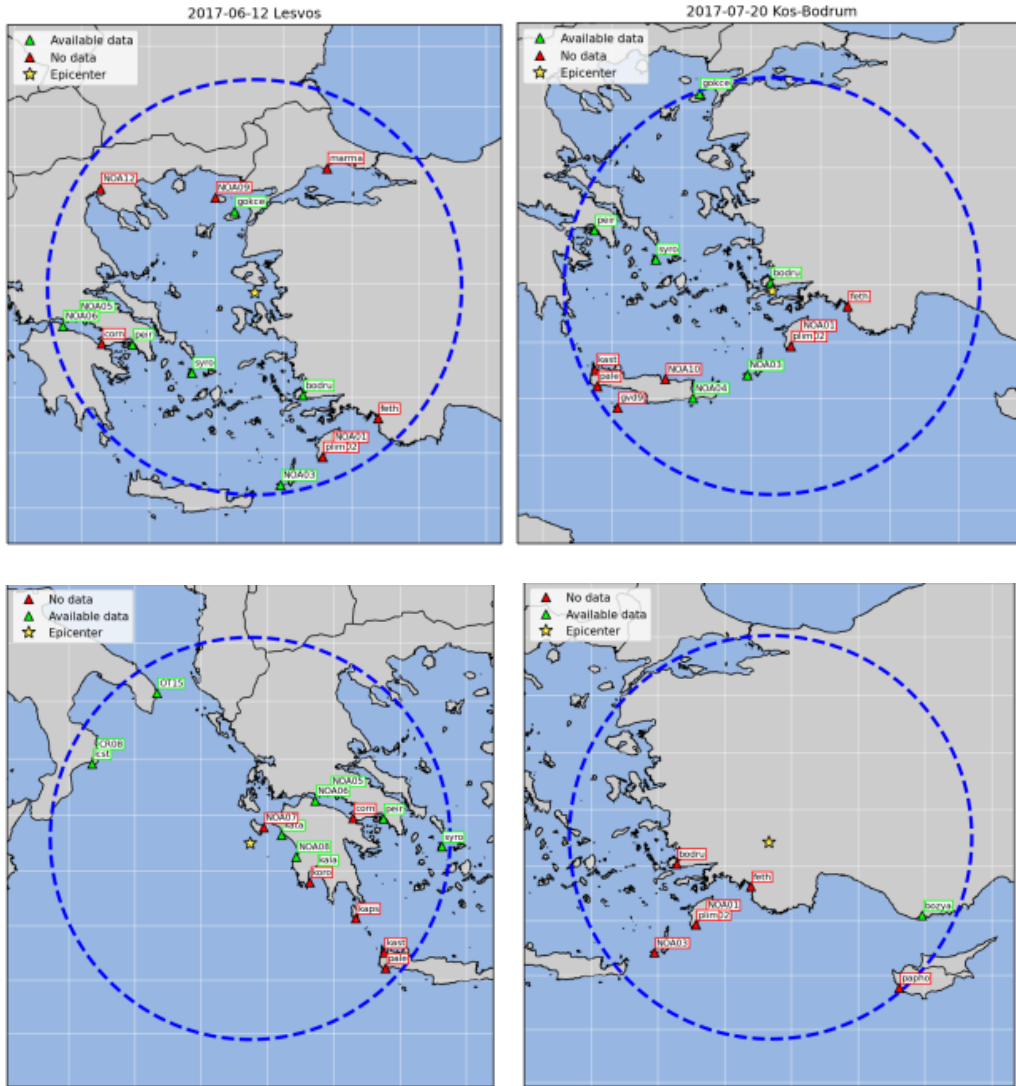 2017-06-12 Lesvos
Available data
No data
Epicenter
marma
NOA12
NOA09
gokce
NOA05
NOA06
corn
peir
syro
bodru
feth
NOA01
plim02
NOA03
2017-07-20 Kos-Bodrum
Available data
No data
Epicenter
gokce
peir
syro
bodru
feth
NOA01
plim02
kast
NOA10
NOA03
pale
NOA04
gvd9
No data
Available data
Epicenter
OT15
CR08
NOA05
NOA06
corn
peir
NOA07
syro
NOA08
koro
kaps
kast
pale
No data
Available data
Epicenter
bodru
feth
NOA01
bozya
plim02
NOA03
papho